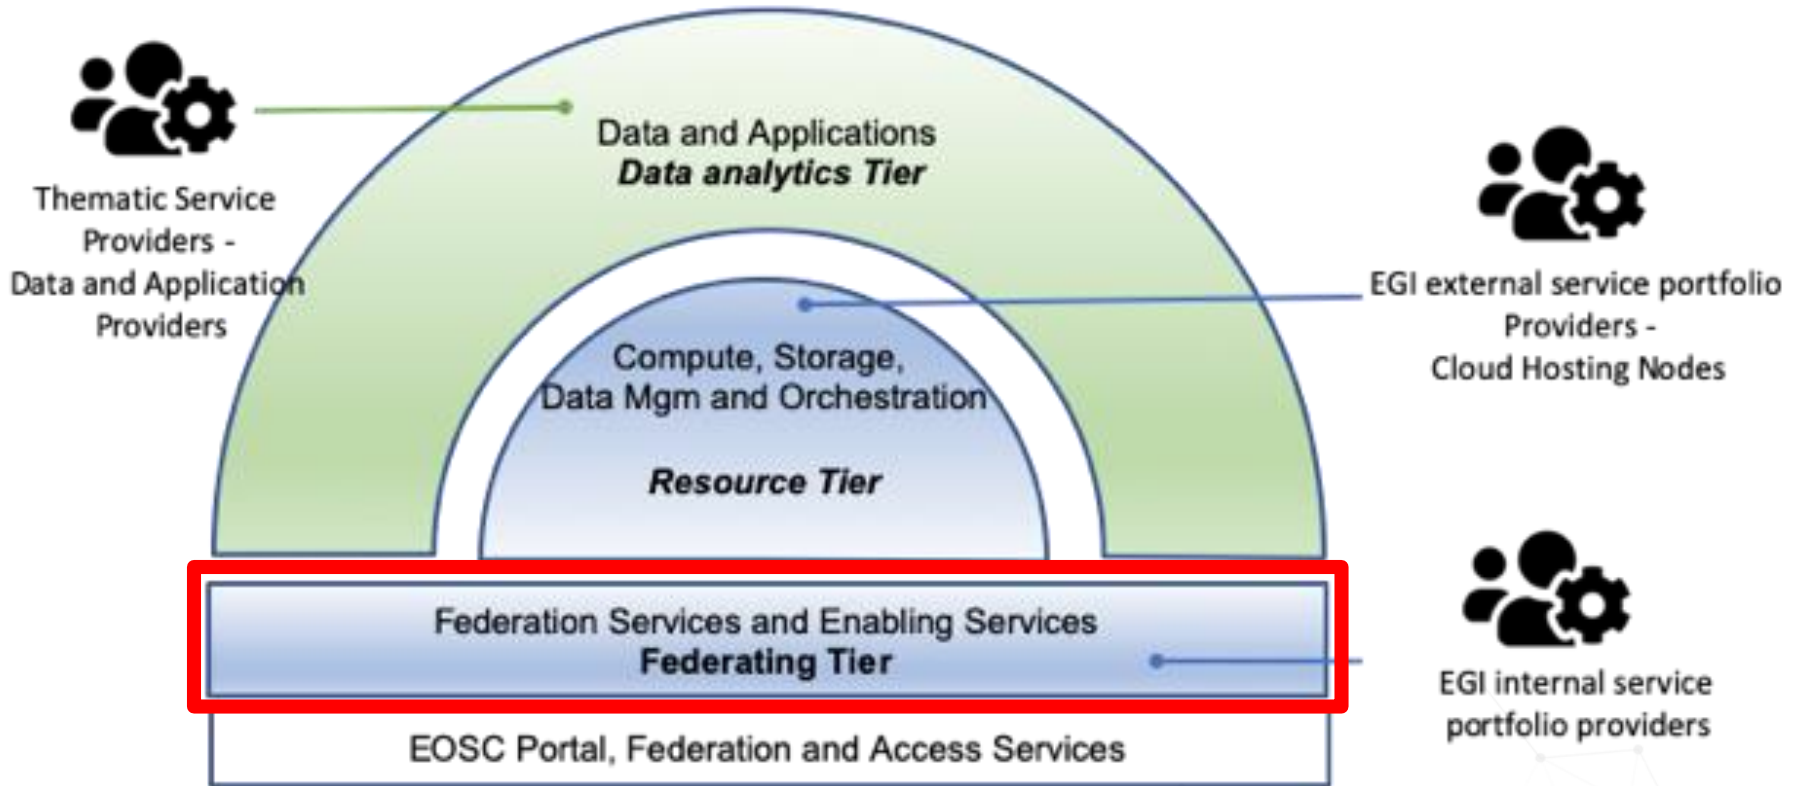 Data and Applications
Data analytics Tier
Thematic Service
Providers -
Data and Application
Providers
EGI external service portfolio
Providers -
Cloud Hosting Nodes
Compute, Storage,
Data Mgm and Orchestration
Resource Tier
Federation Services and Enabling Services
Federating Tier
EGI internal service
portfolio providers
EOSC Portal, Federation and Access Services